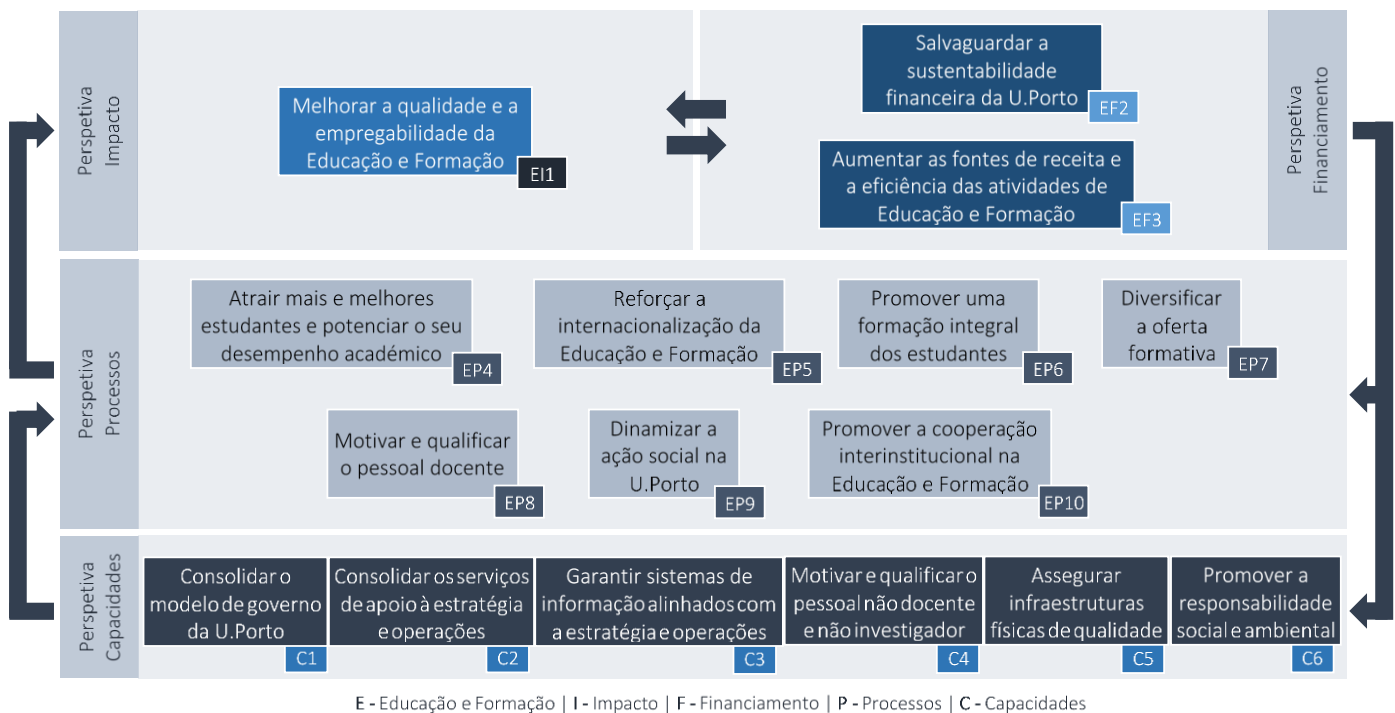 Perspetiva
Impacto
Melhorar a qualidade e a
empregabilidade da
Educação e Formação
EI1
Salvaguardar a
sustentabilidade
financeira da U.Porto
EF2
Aumentar as fontes de receita e
a eficiência das atividades de
Educação e Formação
EF3
Perspetiva
Financiamento
Perspetiva
Processos
Atrair mais e melhores
estudantes e potenciar o seu
desempenho académico
EP4
Reforçar a
internacionalização da
Educação e Formação
EP5
Promover uma
formação integral
dos estudantes
EP6
Diversificar
a oferta
formativa
EP7
Motivar e qualificar
o pessoal docente
EP8
Dinamizar a
ação social na
U.Porto
EP9
Promover a cooperação
interinstitucional na
Educação e Formação
EP10
Perspetiva
Capacidades
Consolidar o
modelo de governo
da U.Porto
C1
Consolidar os serviços
de apoio à estratégia
e operações
C2
Garantir sistemas de
informação alinhados com
a estratégia e operações
C3
Motivar e qualificar o
pessoal não docente
e não investigador
C4
Assegurar
infraestruturas
físicas de qualidade
C5
Promover a
responsabilidade
social e ambiental
C6
E - Educação e Formação | I - Impacto | F - Financiamento | P - Processos | C - Capacidades